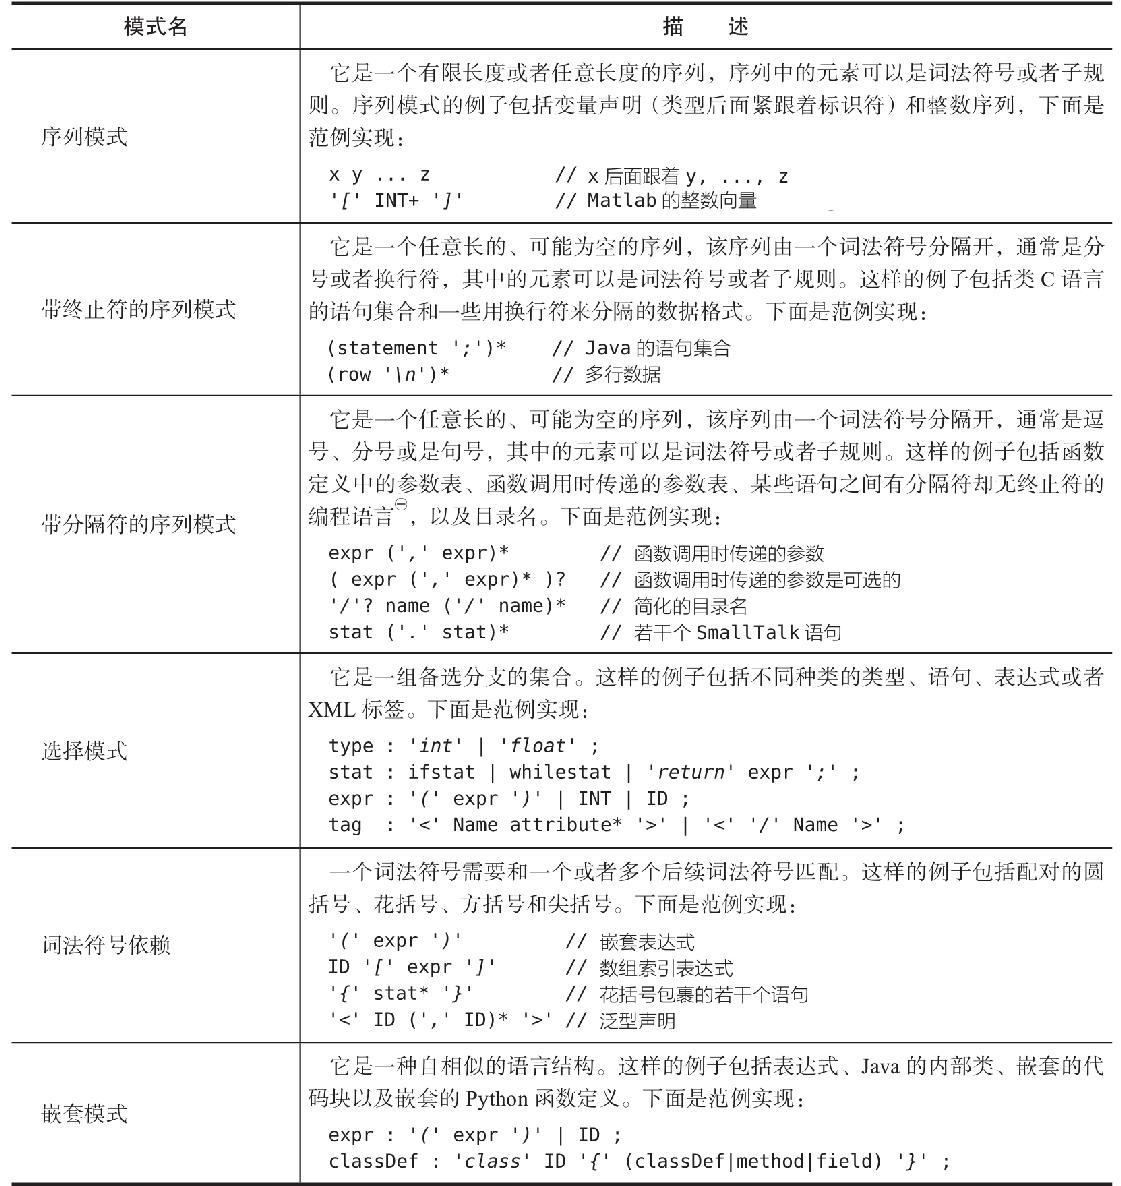 模式名 描 述
它是一个有限长度或者任意长度的序列，序列中的元素可以是词法符号或者子规
则。序列模式的例子包括变量声明（类型后面紧跟着标识符）和整数序列，下面是
范例实现：
序列模式
x y ... z // x 后面跟着 y, ..., z
'[' INT+ ']' // Matlab 的整数向量
它是一个任意长的、可能为空的序列，该序列由一个词法符号分隔开，通常是分
号或者换行符，其中的元素可以是词法符号或者子规则。这样的例子包括类 C 语言
带终止符的序列模式
的语句集合和一些用换行符来分隔的数据格式。下面是范例实现：
(statement ';')* // Java 的语句集合
(row '\n')* // 多行数据
它是一个任意长的、可能为空的序列，该序列由一个词法符号分隔开，通常是逗
号、分号或是句号，其中的元素可以是词法符号或者子规则。这样的例子包括函数
定义中的参数表、函数调用时传递的参数表、某些语句之间有分隔符却无终止符的
编程语言㊀，以及目录名。下面是范例实现：
带分隔符的序列模式
expr (',' expr)* // 函数调用时传递的参数
( expr (',' expr)* )? // 函数调用时传递的参数是可选的
'/'? name ('/' name)* // 简化的目录名
stat ('.' stat)* // 若干个 SmallTalk 语句
它是一组备选分支的集合。这样的例子包括不同种类的类型、语句、表达式或者
XML 标签。下面是范例实现：
选择模式
type : 'int' | 'float' ;
stat : ifstat | whilestat | 'return' expr ';' ;
expr : '(' expr ')' | INT | ID ;
tag : '<' Name attribute* '>' | '<' '/' Name '>' ;
一个词法符号需要和一个或者多个后续词法符号匹配。这样的例子包括配对的圆
括号、花括号、方括号和尖括号。下面是范例实现：
词法符号依赖
'(' expr ')' // 嵌套表达式
ID '[' expr ']' // 数组索引表达式
'{' stat* '}' // 花括号包裹的若干个语句
'<' ID (',' ID)* '>' // 泛型声明
它是一种自相似的语言结构。这样的例子包括表达式、Java 的内部类、嵌套的代
码块以及嵌套的 Python 函数定义。下面是范例实现：
嵌套模式
expr : '(' expr ')' | ID ;
classDef : 'class' ID '{' (classDef|method|field) '}' ;